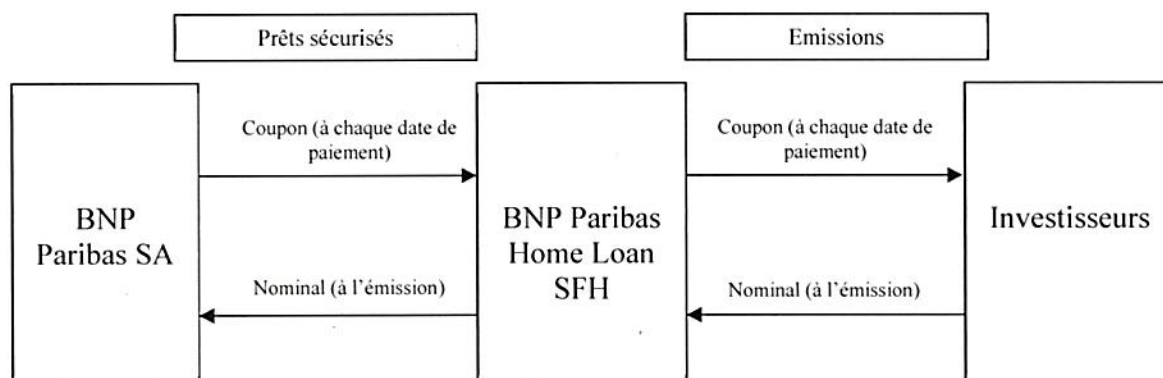 Prêts sécurisés
Emissions
Coupon (à chaque date de
paiement)
Coupon (à chaque date de
paiement)
BNP
Paribas SA
BNP Paribas
Home Loan
SFH
Investisseurs
Nominal (à l'émission)
Nominal (à l'émission)